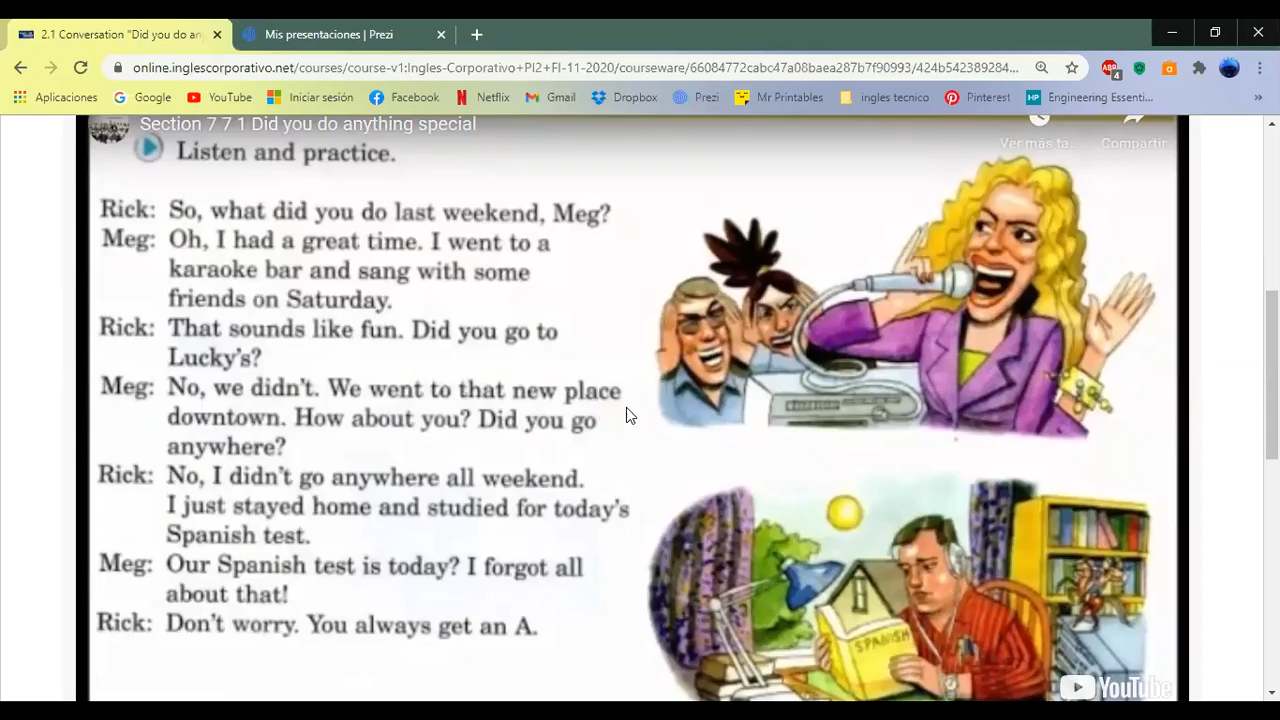 2.1 Conversation "Did you do an
Mis presentaciones | Prezi
online.inglescorporativo.net/courses/course-v1:Ingles-Corporativo+PI2+FI-11-2020/courseware/66084772cabc47a08baea287b7f90993/424b542389284...
4
Aplicaciones
Google
YouTube
Iniciar sesión
Facebook
Netflix
Gmail
Dropbox
Prezi
Mr Printables
ingles tecnico
Pinterest
HP Engineering Essenti...
»
Section 7 7 1 Did you do anything special
Ver más ta...
Compartir
Listen and practice.
Rick: So, what did you do last weekend, Meg?
Meg: Oh, I had a great time. I went to a
karaoke bar and sang with some
friends on Saturday.
Rick: That sounds like fun. Did you go to
Lucky's?
Meg: No, we didn't. We went to that new place
downtown. How about you? Did you go
anywhere?
Rick: No, I didn't go anywhere all weekend.
I just stayed home and studied for today's
Spanish test.
Meg: Our Spanish test is today? I forgot all
about that!
Rick: Don't worry. You always get an A.
SPANISH
YouTube